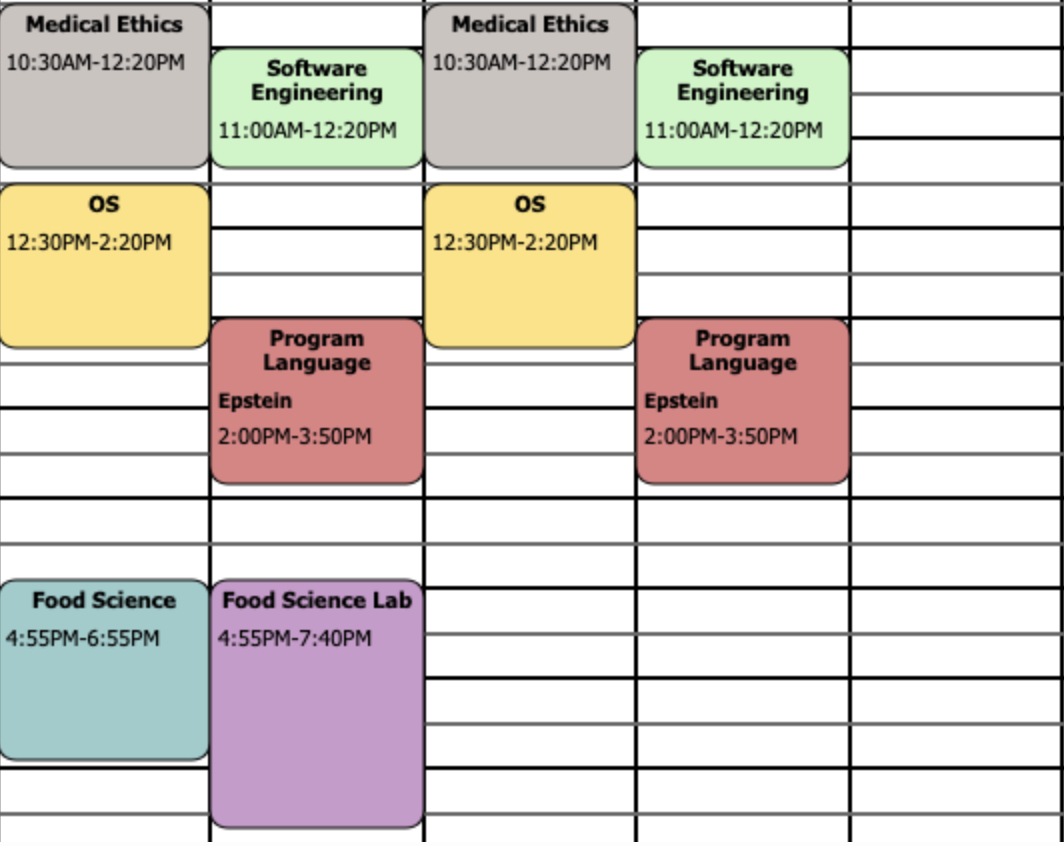 Medical Ethics
10:30AM-12:20PM
Software
Engineering
11:00AM-12:20PM
Medical Ethics
10:30AM-12:20PM
Software
Engineering
11:00AM-12:20PM
OS
12:30PM-2:20PM
OS
12:30PM-2:20PM
Program
Language
Epstein
2:00PM-3:50PM
Program
Language
Epstein
2:00PM-3:50PM
Food Science
4:55PM-6:55PM
Food Science Lab
4:55PM-7:40PM